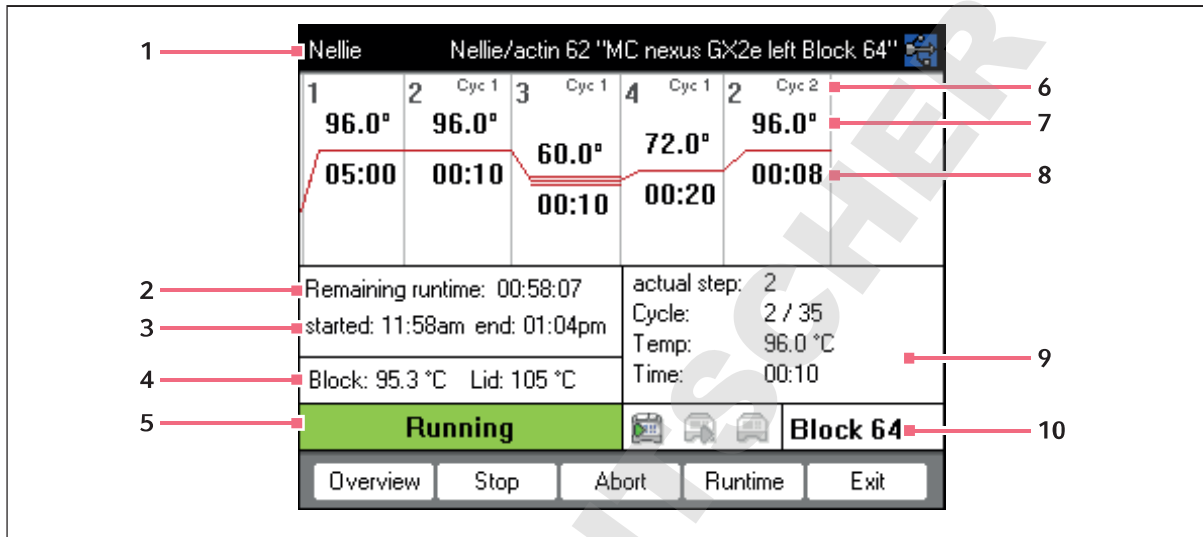 1
Nellie Nellie/actin 62 "MC nexus GX2e left Block 64"
1 2 Cyc 1 3 Cyc 1 4 Cyc 1 2 Cyc 2
6
96.0° 96.0° 60.0° 72.0° 96.0°
7
05:00 00:10 00:10 00:20 00:08
8
2
Remaining runtime: 00:58:07
3
started: 11:58am end: 01:04pm
4
Block: 95.3 °C Lid: 105 °C
actual step: 2
Cycle: 2 / 35
Temp: 96.0 °C
Time: 00:10
9
5
Running
Block 64
10
Overview Stop Abort Runtime Exit